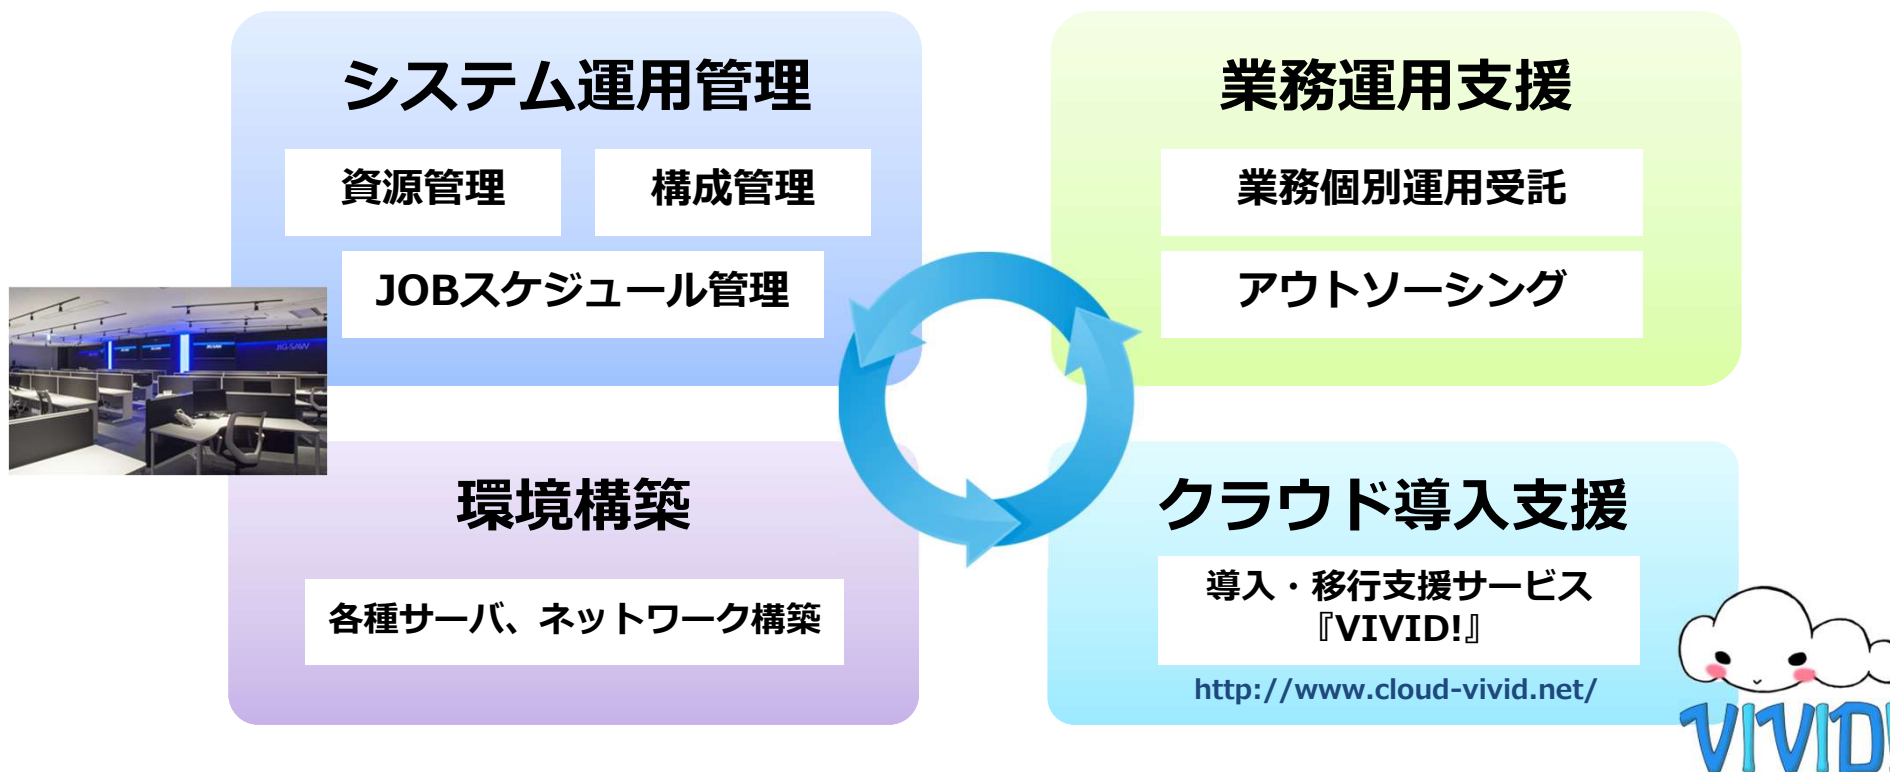 システム運用管理
資源管理
構成管理
JOBスケジュール管理
業務運用支援
業務個別運用受託
アウトソーシング
JIG-SAW
環境構築
各種サーバ、ネットワーク構築
クラウド導入支援
導入・移行支援サービス
『VIVID!』
http://www.cloud-vivid.net/
VIVID!